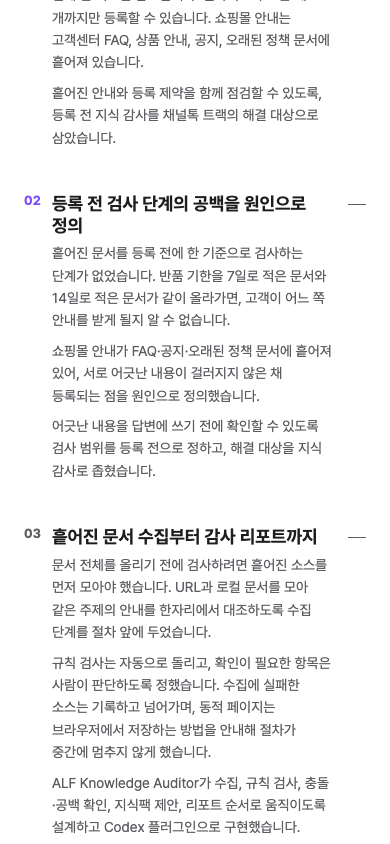 개까지만 등록할 수 있습니다. 쇼핑몰 안내는
고객센터 FAQ, 상품 안내, 공지, 오래된 정책 문서에
흩어져 있습니다.
흩어진 안내와 등록 제약을 함께 점검할 수 있도록,
등록 전 지식 감사를 채널톡 트랙의 해결 대상으로
삼았습니다.
02 등록 전 검사 단계의 공백을 원인으로
정의
흩어진 문서를 등록 전에 한 기준으로 검사하는
단계가 없었습니다. 반품 기한을 7일로 적은 문서와
14일로 적은 문서가 같이 올라가면, 고객이 어느 쪽
안내를 받게 될지 알 수 없습니다.
쇼핑몰 안내가 FAQ·공지·오래된 정책 문서에 흩어져
있어, 서로 어긋난 내용이 걸러지지 않은 채
등록되는 점을 원인으로 정의했습니다.
어긋난 내용을 답변에 쓰기 전에 확인할 수 있도록
검사 범위를 등록 전으로 정하고, 해결 대상을 지식
감사로 좁혔습니다.
03 흩어진 문서 수집부터 감사 리포트까지
문서 전체를 올리기 전에 검사하려면 흩어진 소스를
먼저 모아야 했습니다. URL과 로컬 문서를 모아
같은 주제의 안내를 한자리에서 대조하도록 수집
단계를 절차 앞에 두었습니다.
규칙 검사는 자동으로 돌리고, 확인이 필요한 항목은
사람이 판단하도록 정했습니다. 수집에 실패한
소스는 기록하고 넘어가며, 동적 페이지는
브라우저에서 저장하는 방법을 안내해 절차가
중간에 멈추지 않게 했습니다.
ALF Knowledge Auditor가 수집, 규칙 검사, 충돌
·공백 확인, 지식팩 제안, 리포트 순서로 움직이도록
설계하고 Codex 플러그인으로 구현했습니다.